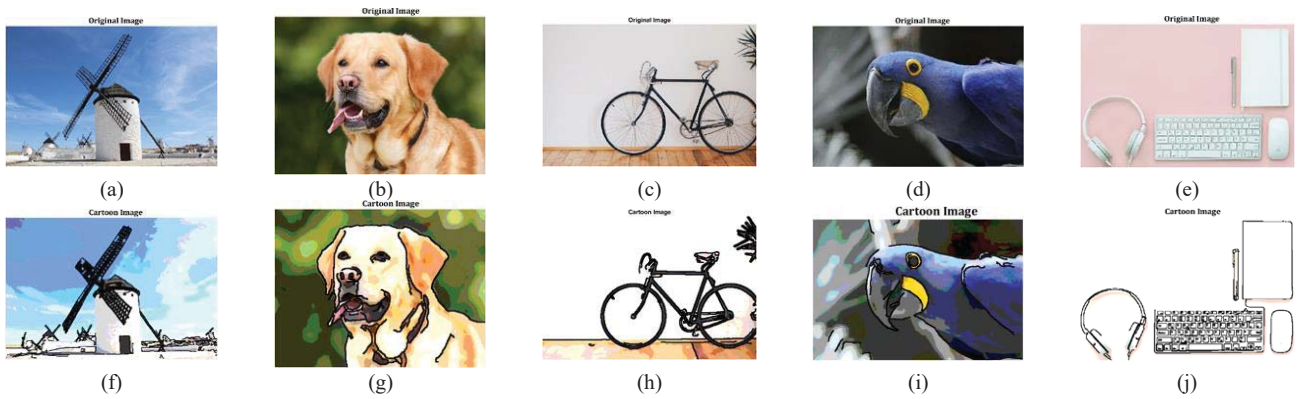 Original Image
Original Image
Original Image
Original Image
Original Image
(a)
(b)
(c)
(d)
(e)
Cartoon Image
Cartoon Image
Cartoon Image
Cartoon Image
Cartoon Image
(f)
(g)
(h)
(i)
(j)